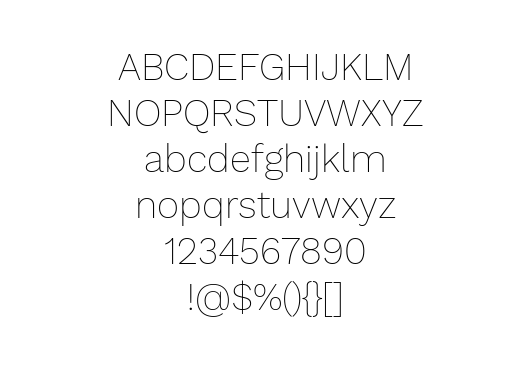 ABCDEFGHIJKLM
NOPQRSTUVWXYZ
abcdefghijklm
nopqrstuvwxyz
1234567890
!@$%(){}[]